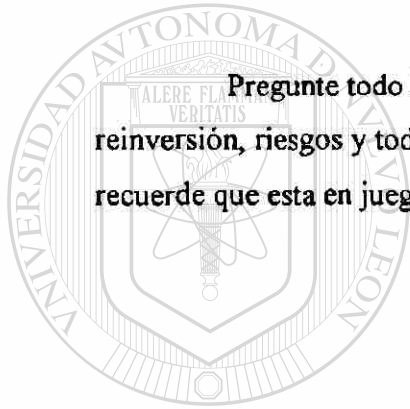 UNIVERSIDAD AUTONOMA DE NUEVO LEON
ALERE FLAMMAM
VERITATIS
Pregunte todo
reinversión, riesgos y tod
recuerde que esta en jueg